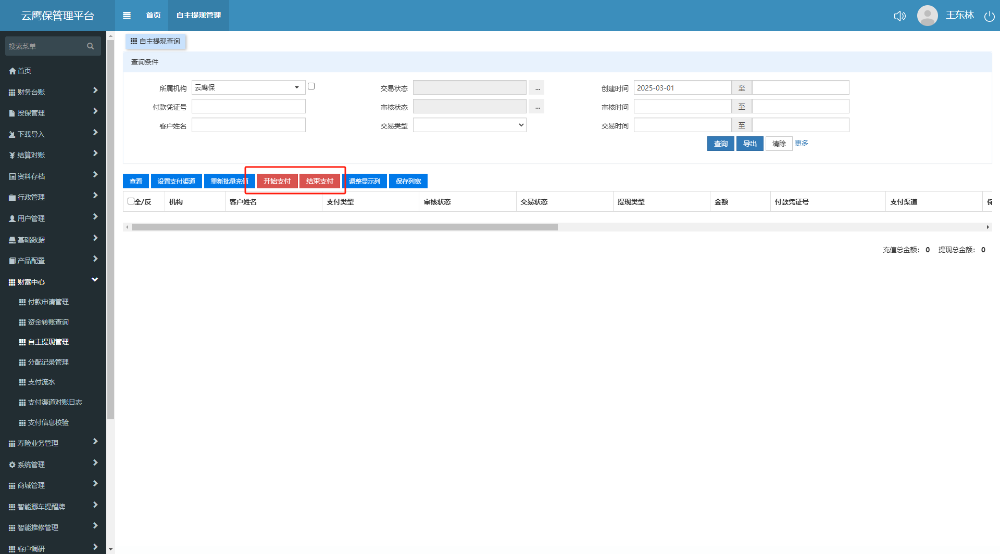 云鹰保管理平台
首页
自主提现管理
王东林
搜索菜单
首页
财务台账
投保管理
下载导入
结算对账
资料存档
行政管理
用户管理
基础数据
产品配置
财富中心
付款申请管理
资金转账查询
自主提现管理
分配记录管理
支付流水
支付渠道对账日志
支付信息校验
寿险业务管理
系统管理
商城管理
智能挪车提醒牌
智能推修管理
客户调研
自主提现查询
查询条件
所属机构 云鹰保 交易状态 ... 创建时间 2025-03-01 至
付款凭证号 审核状态 ... 审核时间 至
客户姓名 交易类型 交易时间 至
查询 导出 清除 更多
查看 设置支付渠道 重新批量充值 开始支付 结束支付 调整显示列 保存列宽
全/反 机构 客户姓名 支付类型 审核状态 交易状态 提现类型 金额 付款凭证号 支付渠道
充值总金额： 0 提现总金额： 0